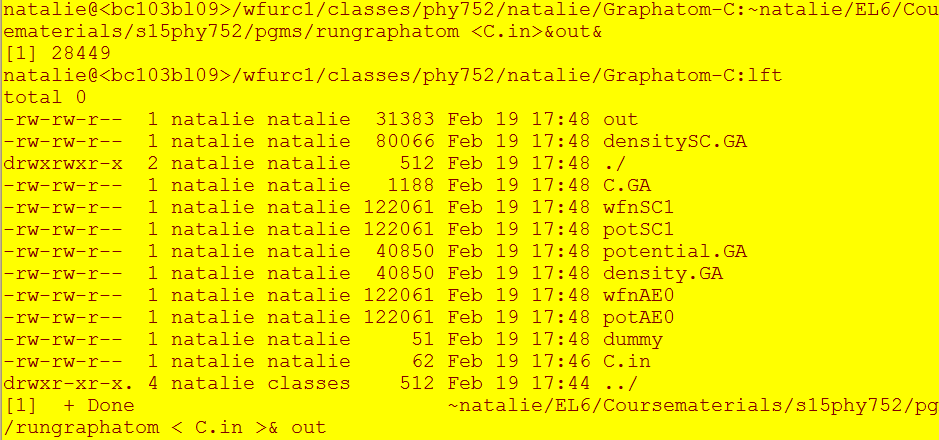 natalie@<bc103bl09>/wfurc1/classes/phy752/natalie/Graphatom-C:~natalie/EL6/Cou
ematerials/s15phy752/pgms/rungraphatom <C.in>&out&
[1] 28449
natalie@<bc103bl09>/wfurc1/classes/phy752/natalie/Graphatom-C:lft
total 0
-rw-rw-r--  1 natalie natalie  31383 Feb 19 17:48 out
-rw-rw-r--  1 natalie natalie  80066 Feb 19 17:48 densitySC.GA
drwxrwxr-x  2 natalie natalie    512 Feb 19 17:48 ./
-rw-rw-r--  1 natalie natalie   1188 Feb 19 17:48 C.GA
-rw-rw-r--  1 natalie natalie 122061 Feb 19 17:48 wfnSC1
-rw-rw-r--  1 natalie natalie 122061 Feb 19 17:48 potSC1
-rw-rw-r--  1 natalie natalie  40850 Feb 19 17:48 potential.GA
-rw-rw-r--  1 natalie natalie  40850 Feb 19 17:48 density.GA
-rw-rw-r--  1 natalie natalie 122061 Feb 19 17:48 wfnAE0
-rw-rw-r--  1 natalie natalie 122061 Feb 19 17:48 potAE0
-rw-rw-r--  1 natalie natalie     51 Feb 19 17:48 dummy
-rw-rw-r--  1 natalie natalie     62 Feb 19 17:46 C.in
drwxr-xr-x. 4 natalie classes    512 Feb 19 17:44 ../
[1]  + Done                          ~natalie/EL6/Coursematerials/s15phy752/pg
/rungraphatom < C.in >& out